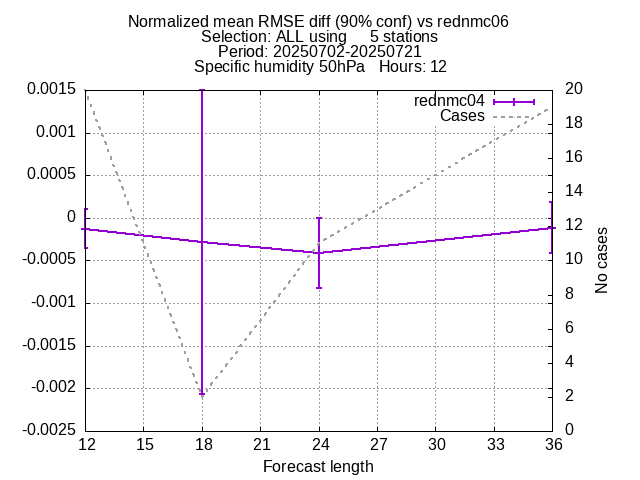 Normalized mean RMSE diff (90% conf) vs rednmc06
Selection: ALL using     5 stations
Period: 20250702-20250721
Specific humidity 50hPa   Hours: 12
rednmc04
Cases
0.0015
0.001
0.0005
0
-0.0005
-0.001
-0.0015
-0.002
-0.0025
20
18
16
14
12
10
8
6
4
2
0
No cases
12 15 18 21 24 27 30 33 36
Forecast length